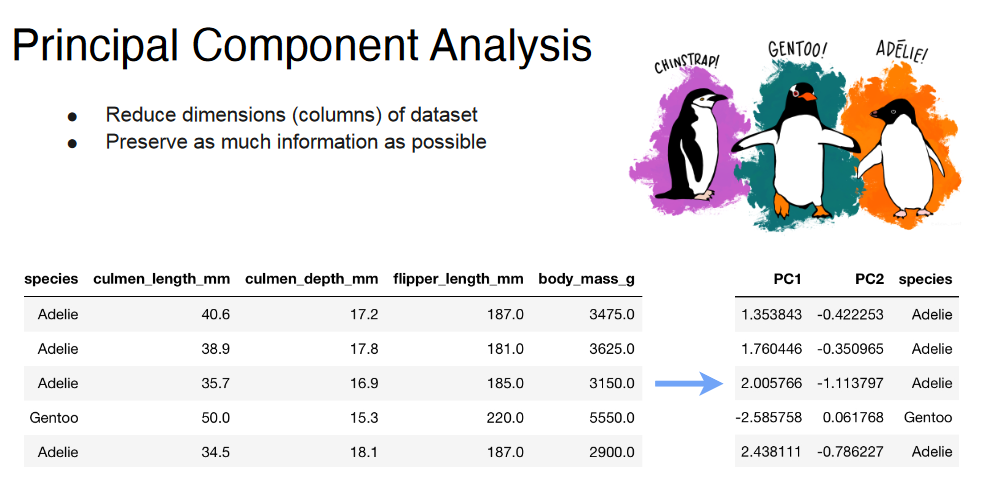 Principal Component Analysis
CHINSTRAP!
GENTOO!
ADÉLIE!
● Reduce dimensions (columns) of dataset
● Preserve as much information as possible
species culmen_length_mm culmen_depth_mm flipper_length_mm body_mass_g
Adelie 40.6 17.2 187.0 3475.0
Adelie 38.9 17.8 181.0 3625.0
Adelie 35.7 16.9 185.0 3150.0
Gentoo 50.0 15.3 220.0 5550.0
Adelie 34.5 18.1 187.0 2900.0
PC1 PC2 species
1.353843 -0.422253 Adelie
1.760446 -0.350965 Adelie
2.005766 -1.113797 Adelie
-2.585758 0.061768 Gentoo
2.438111 -0.786227 Adelie